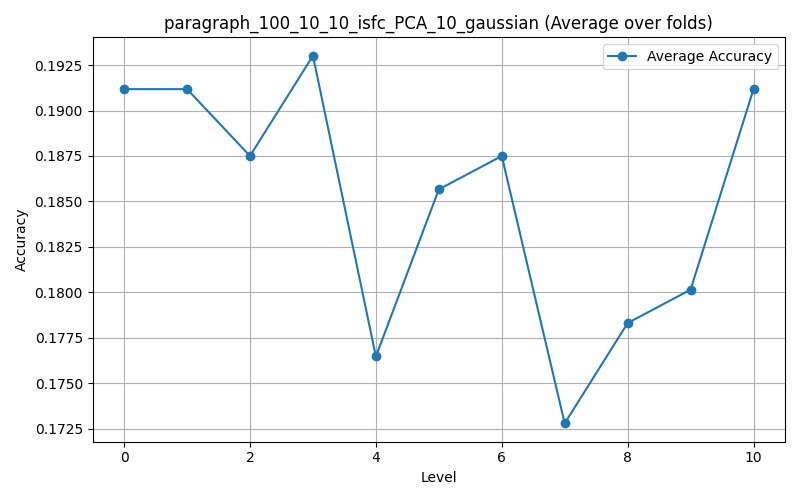 paragraph_100_10_10_isfc_PCA_10_gaussian (Average over folds)
Average Accuracy
0.1925
0.1900
0.1875
0.1850
0.1825
0.1800
0.1775
0.1750
0.1725
Accuracy
0 2 4 6 8 10
Level